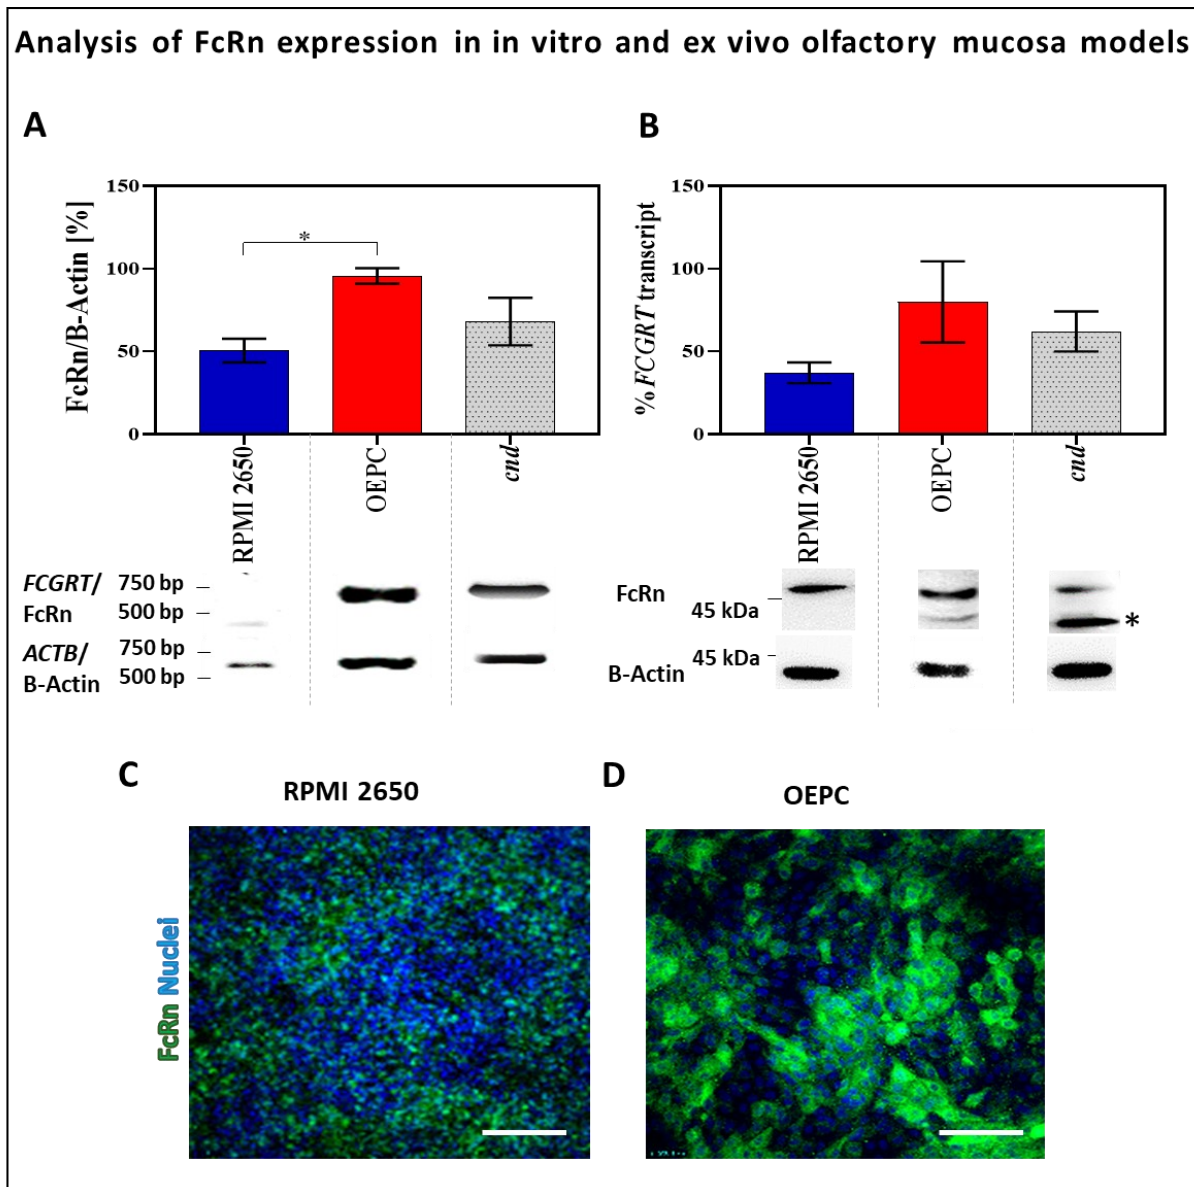 Analysis of FcRn expression in in vitro and ex vivo olfactory mucosa models
A
FcRn/B-Actin [%]
150
100
50
0
*
RPMI 2650
OEPC
cnd
FCGRT/
FcRn
750 bp
500 bp
ACTB/
B-Actin
750 bp
500 bp
B
% FCGRT transcript
150
100
50
0
RPMI 2650
OEPC
cnd
FcRn
45 kDa
*
B-Actin
45 kDa
C
RPMI 2650
FcRn Nuclei
D
OEPC